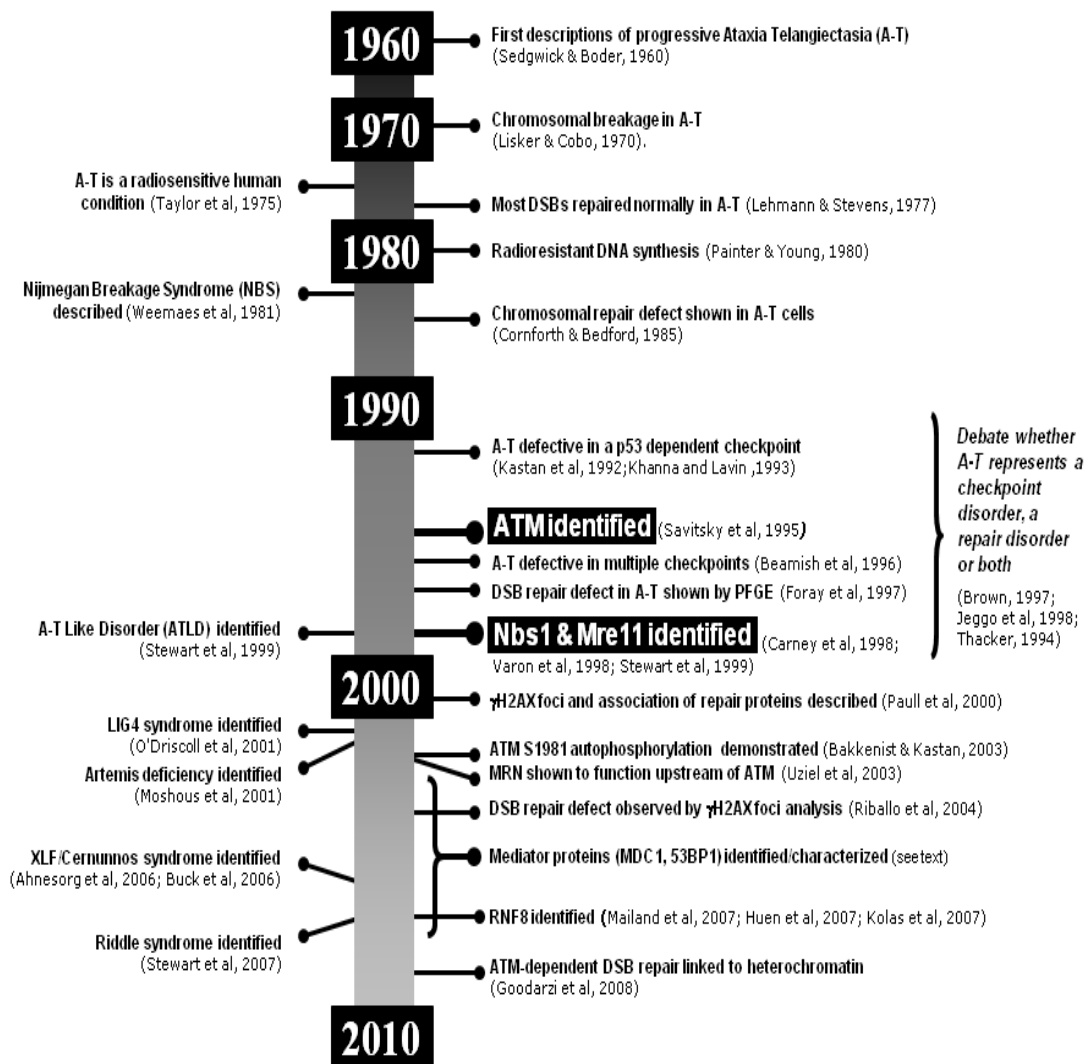 1960
First descriptions of progressive Ataxia Telangiectasia (A-T)
(Sedgwick & Boder, 1960)
1970
Chromosomal breakage in A-T
(Lisker & Cobo, 1970).
A-T is a radiosensitive human
condition (Taylor et al, 1975)
Most DSBs repaired normally in A-T (Lehmann & Stevens, 1977)
1980
Radioresistant DNA synthesis (Painter & Young, 1980)
Nijmegan Breakage Syndrome (NBS)
described (Weemaes et al, 1981)
Chromosomal repair defect shown in A-T cells
(Cornforth & Bedford, 1985)
1990
A-T defective in a p53 dependent checkpoint
(Kastan et al, 1992;Khanna and Lavin ,1993)
ATM identified (Savitsky et al, 1995)
A-T defective in multiple checkpoints (Beamish et al, 1996)
DSB repair defect in A-T shown by PFGE (Foray et al, 1997)
Debate whether
A-T represents a
checkpoint
disorder, a
repair disorder
or both
(Brown, 1997;
Jeggo et al, 1998;
Thacker, 1994)
A-T Like Disorder (ATLD) identified
(Stewart et al, 1999)
Nbs1 & Mre11 identified (Carney et al, 1998;
Varon et al, 1998; Stewart et al, 1999)
2000
γH2AX foci and association of repair proteins described (Paull et al, 2000)
LIG4 syndrome identified
(O'Driscoll et al, 2001)
Artemis deficiency identified
(Moshous et al, 2001)
ATM S1981 autophosphorylation demonstrated (Bakkenist & Kastan, 2003)
MRN shown to function upstream of ATM (Uziel et al, 2003)
DSB repair defect observed by γH2AX foci analysis (Riballo et al, 2004)
XLF/Cernunnos syndrome identified
(Ahnesorg et al, 2006; Buck et al, 2006)
Mediator proteins (MDC1, 53BP1) identified/characterized (see text)
RNF8 identified (Mailand et al, 2007; Huen et al, 2007; Kolas et al, 2007)
Riddle syndrome identified
(Stewart et al, 2007)
ATM-dependent DSB repair linked to heterochromatin
(Goodarzi et al, 2008)
2010